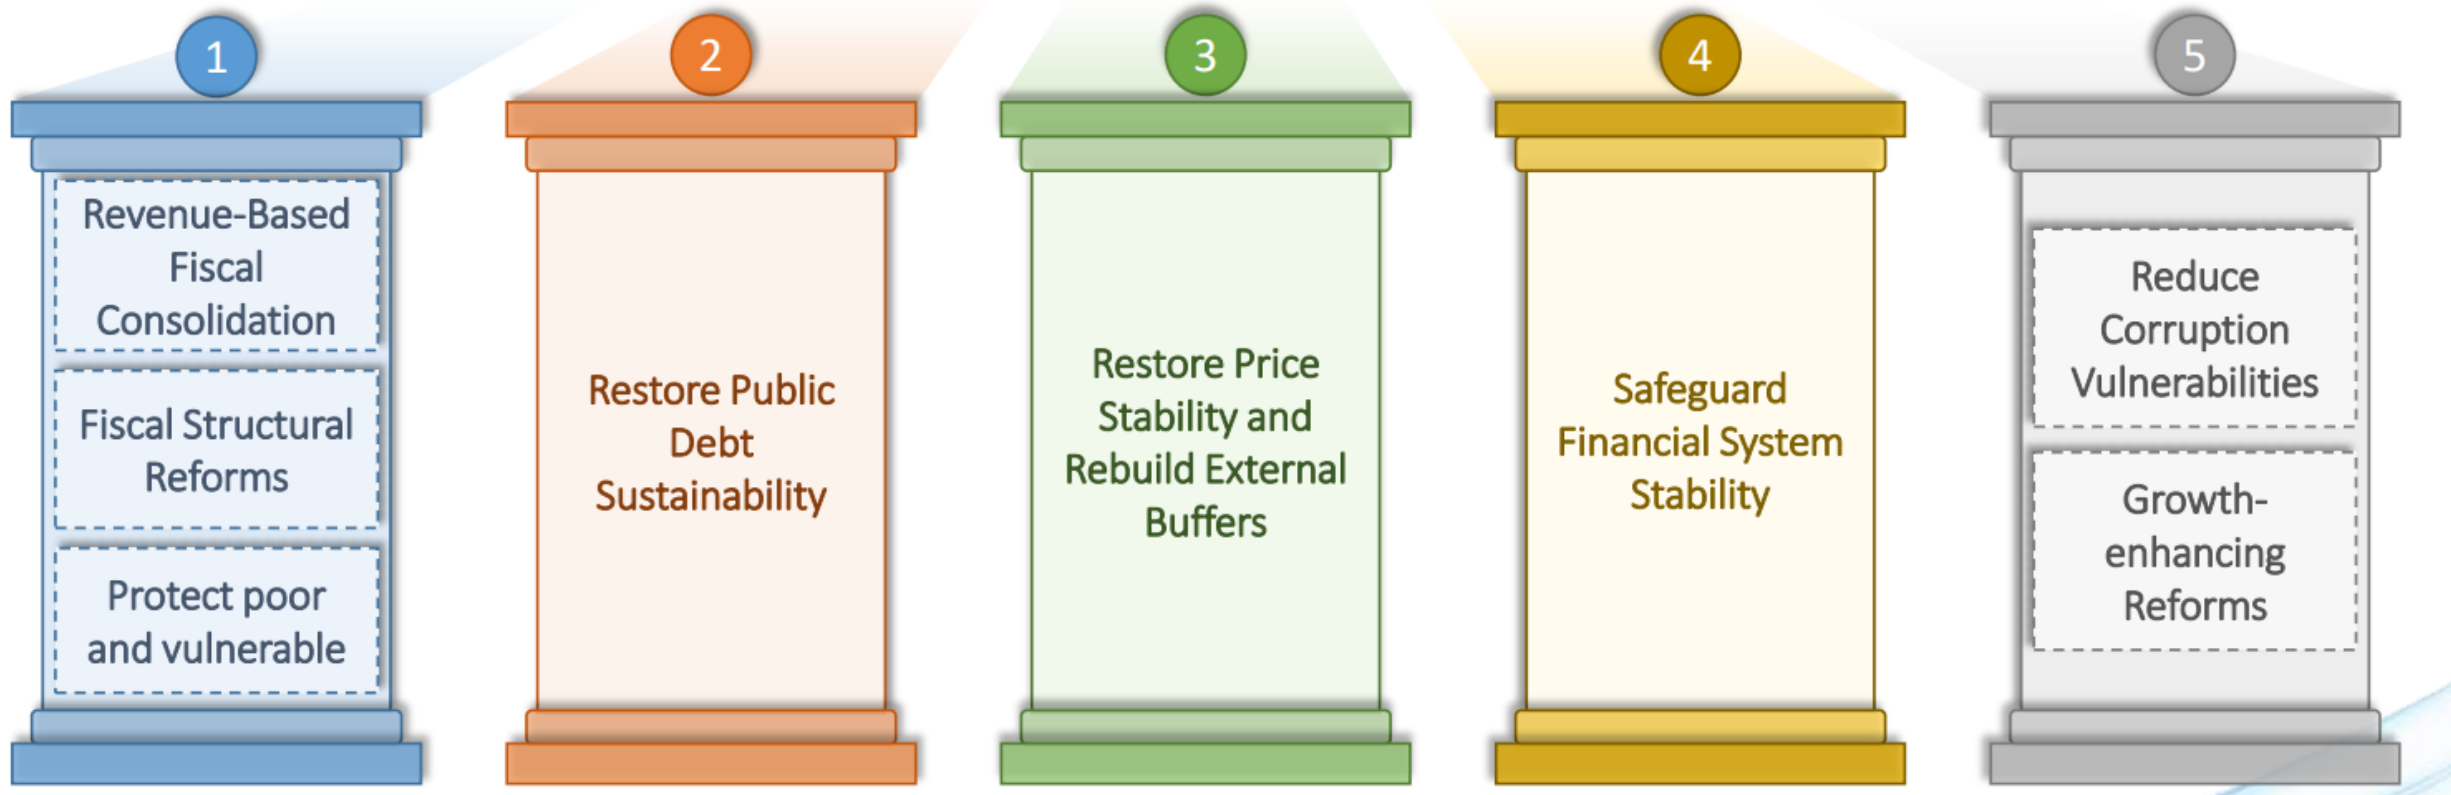 1
Revenue-Based
Fiscal
Consolidation
Fiscal Structural
Reforms
Protect poor
and vulnerable
2
Restore Public
Debt
Sustainability
3
Restore Price
Stability and
Rebuild External
Buffers
4
Safeguard
Financial System
Stability
5
Reduce
Corruption
Vulnerabilities
Growth-
enhancing
Reforms